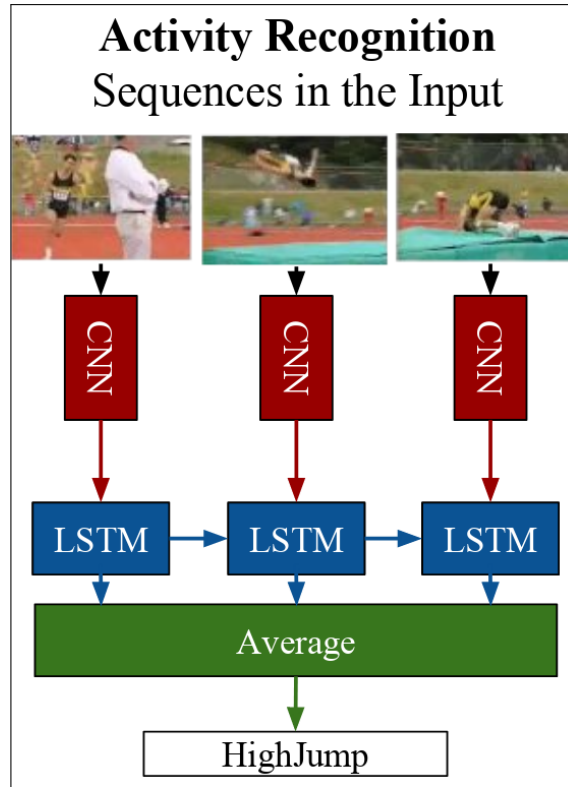 Activity Recognition
Sequences in the Input
CNN
CNN
CNN
LSTM
LSTM
LSTM
Average
HighJump